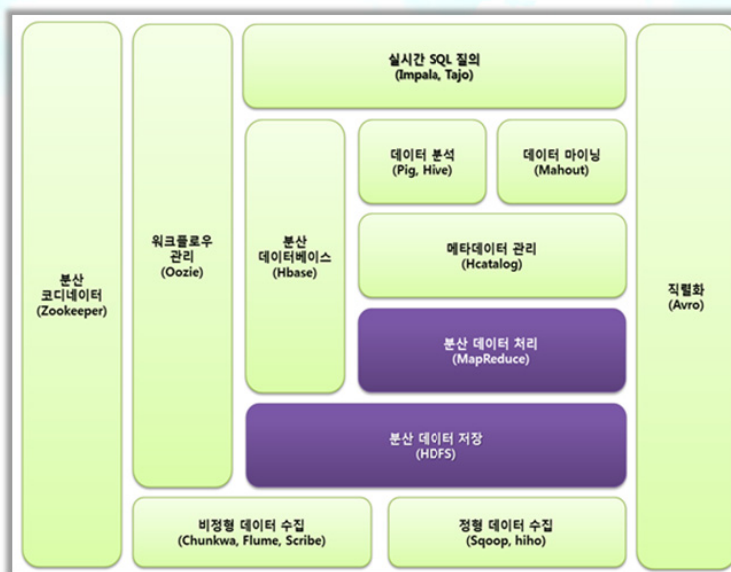 실시간 SQL 질의
(Impala, Tajo)
데이터 분석
(Pig, Hive)
데이터 마이닝
(Mahout)
워크플로우
관리
(Oozie)
분산
데이터베이스
(Hbase)
메타데이터 관리
(Hcatalog)
분산
코디네이터
(Zookeeper)
직렬화
(Avro)
분산 데이터 처리
(MapReduce)
분산 데이터 저장
(HDFS)
비정형 데이터 수집
(Chunkwa, Flume, Scribe)
정형 데이터 수집
(Sqoop, hiho)